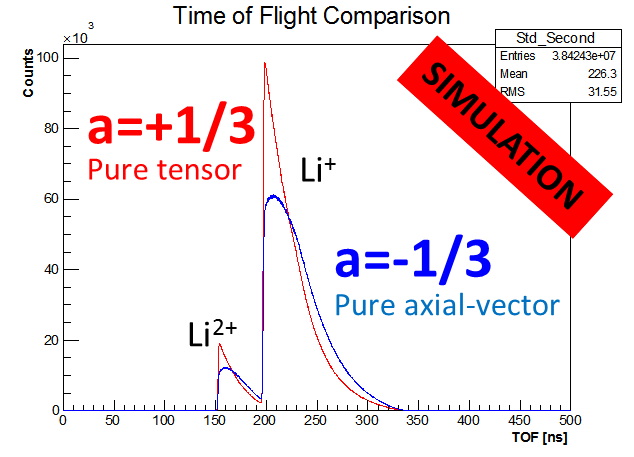 Time of Flight Comparison
×10³
Counts
Std_Second
Entries 3.84243e+07
Mean 226.3
RMS 31.55
SIMULATION
a=+1/3
Pure tensor
Li⁺
a=-1/3
Pure axial-vector
Li²⁺
100
80
60
40
20
0
0 50 100 150 200 250 300 350 400 450 500
TOF [ns]